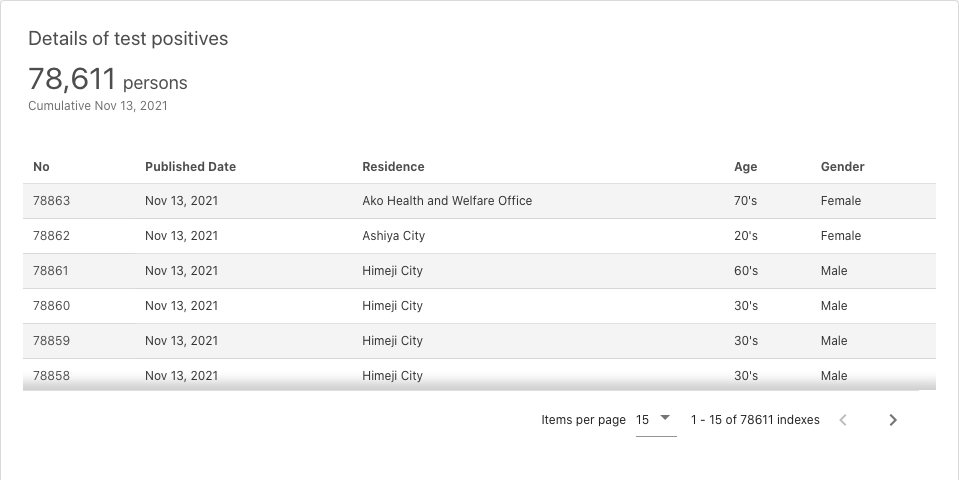 Details of test positives
78,611 persons
Cumulative Nov 13, 2021
No Published Date Residence Age Gender
78863 Nov 13, 2021 Ako Health and Welfare Office 70's Female
78862 Nov 13, 2021 Ashiya City 20's Female
78861 Nov 13, 2021 Himeji City 60's Male
78860 Nov 13, 2021 Himeji City 30's Male
78859 Nov 13, 2021 Himeji City 30's Male
78858 Nov 13, 2021 Himeji City 30's Male
Items per page 15 1 - 15 of 78611 indexes